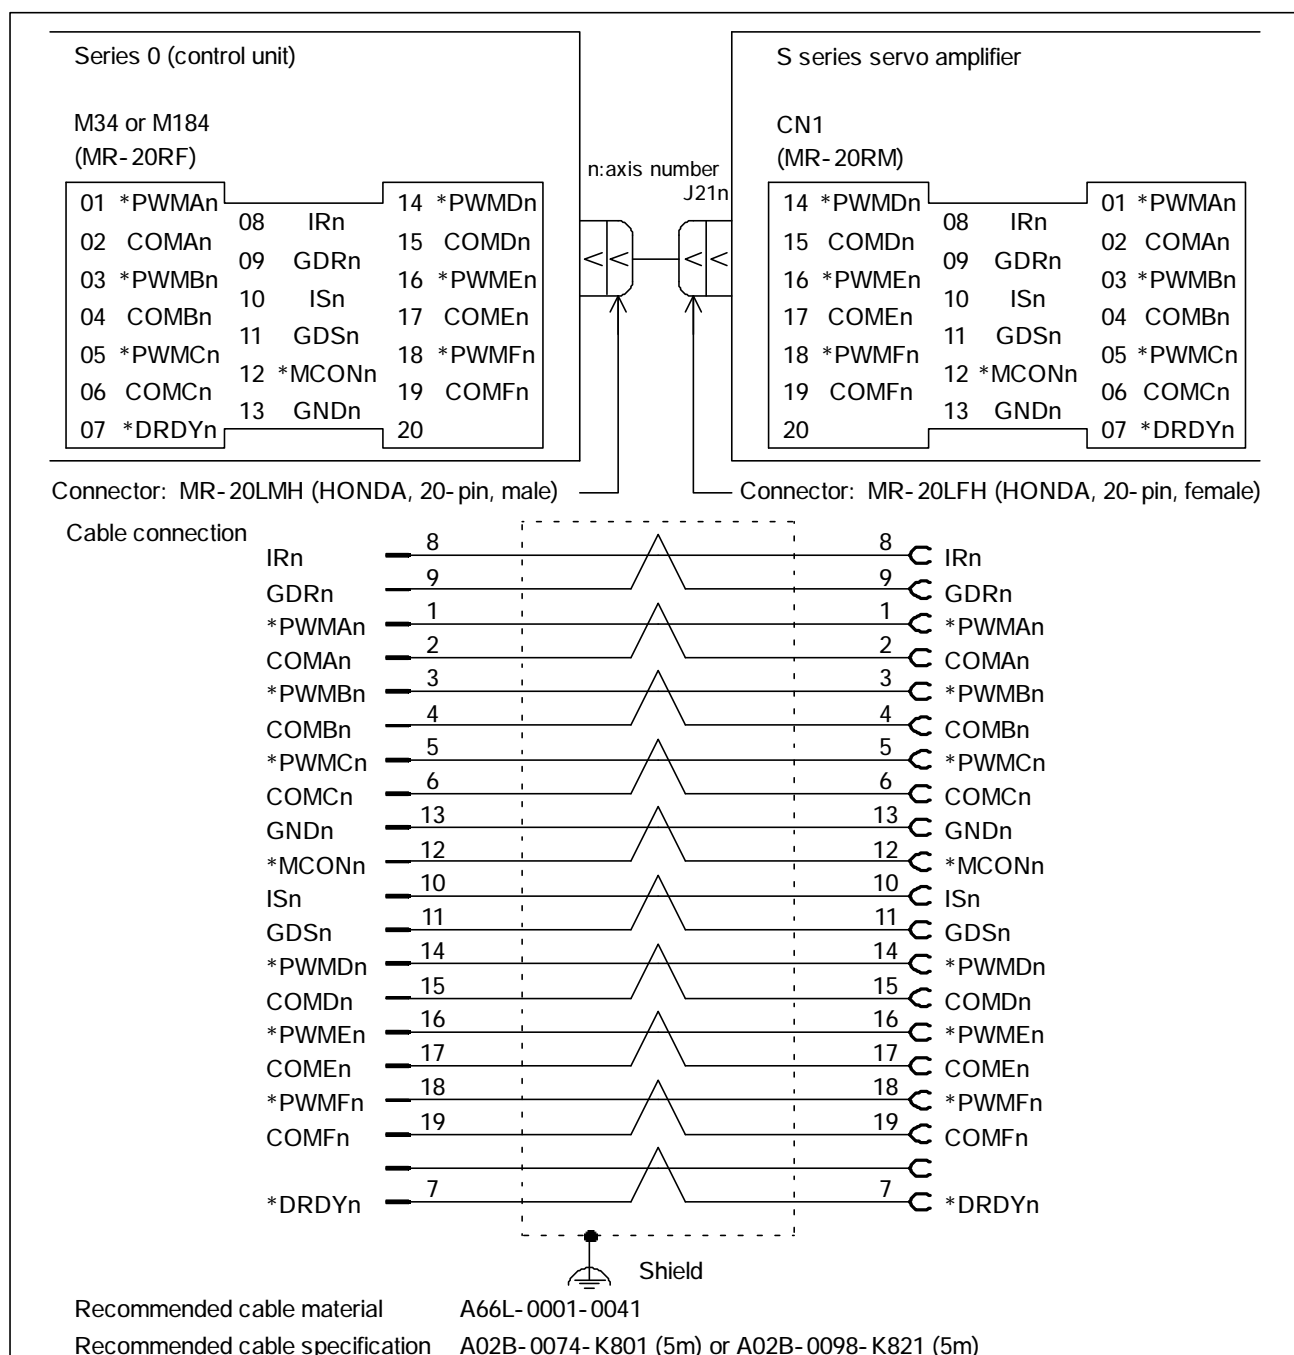 Series 0 (control unit)
S series servo amplifier
M34 or M184
(MR-20RF)
CN1
(MR-20RM)
n:axis number
J21n
01 *PWMAn
02 COMAn
03 *PWMBn
04 COMBn
05 *PWMCn
06 COMCn
07 *DRDYn
08 IRn
09 GDRn
10 ISn
11 GDSn
12 *MCONn
13 GNDn
14 *PWMDn
15 COMDn
16 *PWMEn
17 COMEn
18 *PWMFn
19 COMFn
20
14 *PWMDn
15 COMDn
16 *PWMEn
17 COMEn
18 *PWMFn
19 COMFn
20
08 IRn
09 GDRn
10 ISn
11 GDSn
12 *MCONn
13 GNDn
01 *PWMAn
02 COMAn
03 *PWMBn
04 COMBn
05 *PWMCn
06 COMCn
07 *DRDYn
Connector: MR-20LMH (HONDA, 20-pin, male)
Connector: MR-20LFH (HONDA, 20-pin, female)
Cable connection
IRn 8 8 IRn
GDRn 9 9 GDRn
*PWMAn 1 1 *PWMAn
COMAn 2 2 COMAn
*PWMBn 3 3 *PWMBn
COMBn 4 4 COMBn
*PWMCn 5 5 *PWMCn
COMCn 6 6 COMCn
GNDn 13 13 GNDn
*MCONn 12 12 *MCONn
ISn 10 10 ISn
GDSn 11 11 GDSn
*PWMDn 14 14 *PWMDn
COMDn 15 15 COMDn
*PWMEn 16 16 *PWMEn
COMEn 17 17 COMEn
*PWMFn 18 18 *PWMFn
COMFn 19 19 COMFn
*DRDYn 7 7 *DRDYn
Shield
Recommended cable material A66L-0001-0041
Recommended cable specification A02B-0074-K801 (5m) or A02B-0098-K821 (5m)